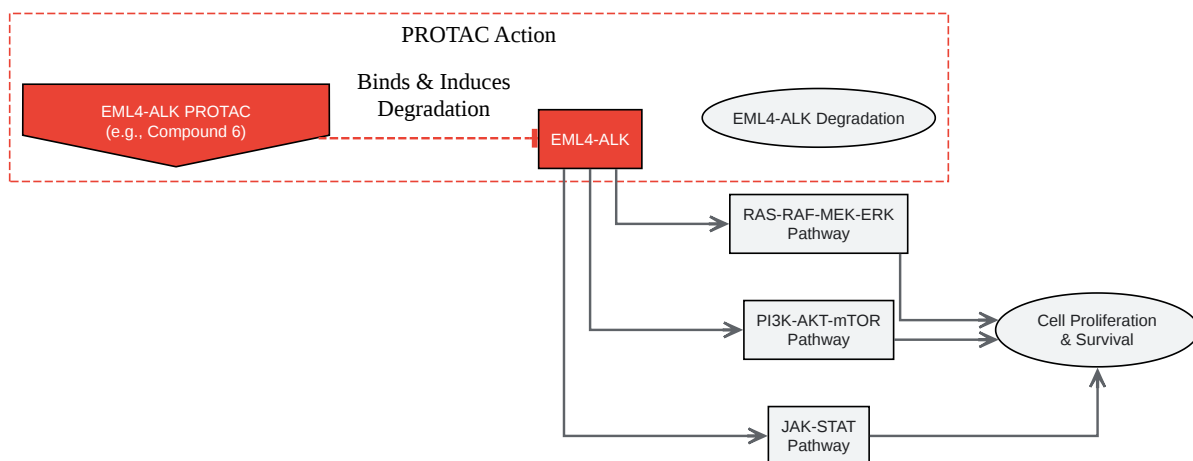 PROTAC Action
Binds & Induces
Degradation
EML4-ALK PROTAC
(e.g., Compound 6)
EML4-ALK
EML4-ALK Degradation
RAS-RAF-MEK-ERK
Pathway
PI3K-AKT-mTOR
Pathway
Cell Proliferation
& Survival
JAK-STAT
Pathway